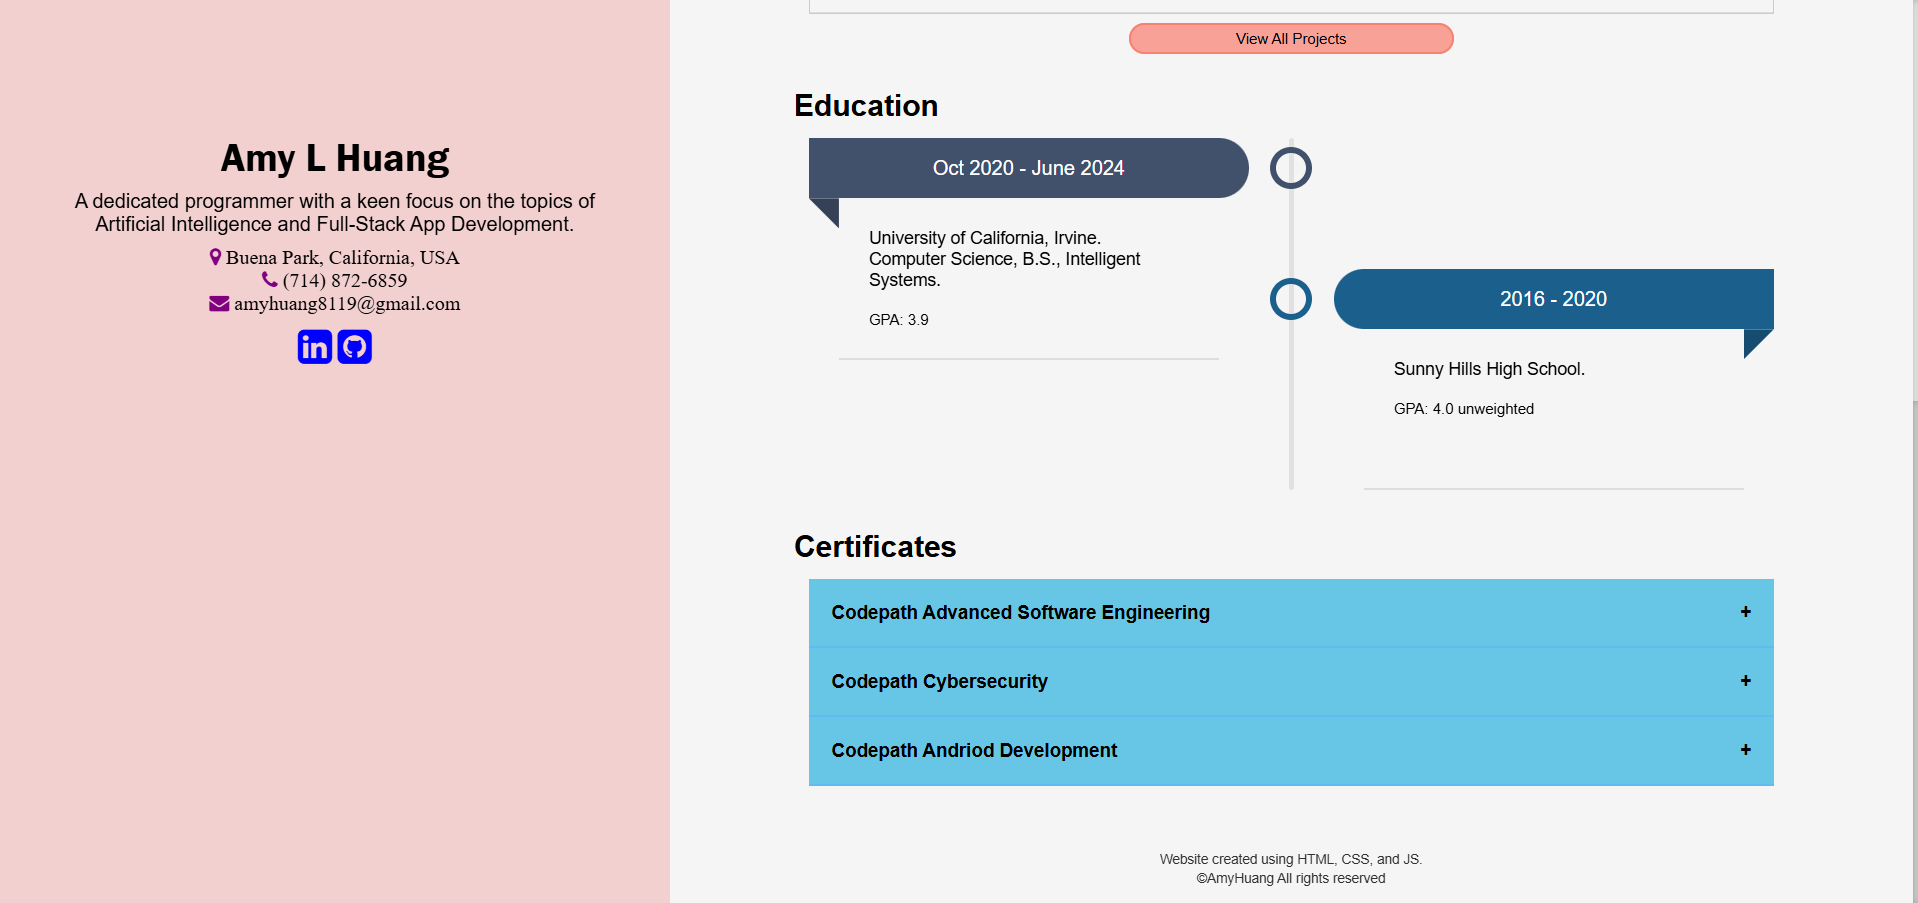 Amy L Huang
A dedicated programmer with a keen focus on the topics of
Artificial Intelligence and Full-Stack App Development.
Buena Park, California, USA
(714) 872-6859
amyhuang8119@gmail.com
in
View All Projects
Education
Oct 2020 - June 2024
University of California, Irvine.
Computer Science, B.S., Intelligent
Systems.
GPA: 3.9
2016 - 2020
Sunny Hills High School.
GPA: 4.0 unweighted
Certificates
Codepath Advanced Software Engineering +
Codepath Cybersecurity +
Codepath Andriod Development +
Website created using HTML, CSS, and JS.
©AmyHuang All rights reserved